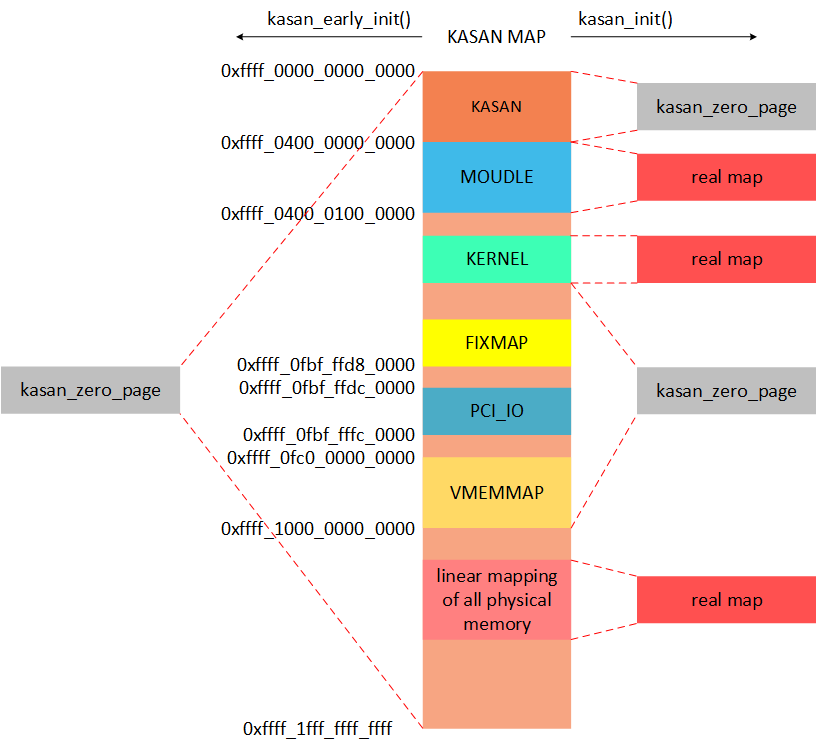 kasan_early_init()
KASAN MAP
kasan_init()
0xffff_0000_0000_0000
KASAN
kasan_zero_page
0xffff_0400_0000_0000
MOUDLE
real map
0xffff_0400_0100_0000
KERNEL
real map
FIXMAP
0xffff_0fbf_ffd8_0000
0xffff_0fbf_ffdc_0000
kasan_zero_page
PCI_IO
kasan_zero_page
0xffff_0fbf_fffc_0000
0xffff_0fc0_0000_0000
VMEMMAP
0xffff_1000_0000_0000
linear mapping
of all physical
memory
real map
0xffff_1fff_ffff_ffff